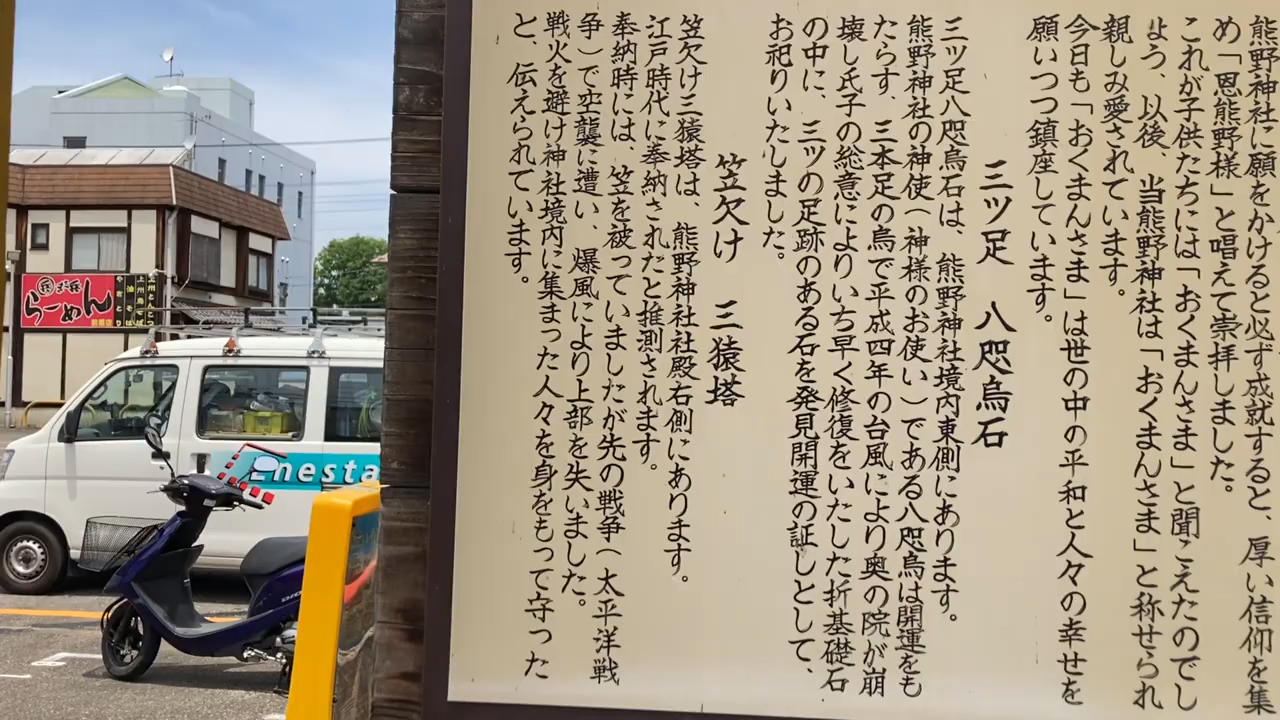 熊野神社に願をかけると必ず成就すると、厚い信仰を集
め「恩熊野様」と唱えて崇拝しました。
これが子供たちには「おくまんさま」と聞こえたのでし
よう、以後、当熊野神社は「おくまんさま」と称せられ
親しみ愛されています。
今日も「おくまんさま」は世の中の平和と人々の幸せを
願いつつ鎮座しています。
三ツ足 八咫烏石
三ツ足八咫烏石は、熊野神社境内東側にあります。
熊野神社の神使(神様のお使い)である八咫烏は開運をも
たらす、三本足の烏で平成四年の台風により奥の院が崩
壊し氏子の総意によりいち早く修復をいたした折基礎石
の中に、三ツの足跡のある石を発見開運の証しとして、
お祀りいたしました。
笠欠け 三猿塔
笠欠け三猿塔は、熊野神社社殿右側にあります。
江戸時代に奉納されたと推測されます。
奉納時には、笠を被っていましたが先の戦争(太平洋戦
争)で空襲に遭い、爆風により上部を失いました。
戦火を避け神社境内に集まった人々を身をもって守った
と、伝えられています。
らーめん
enesta